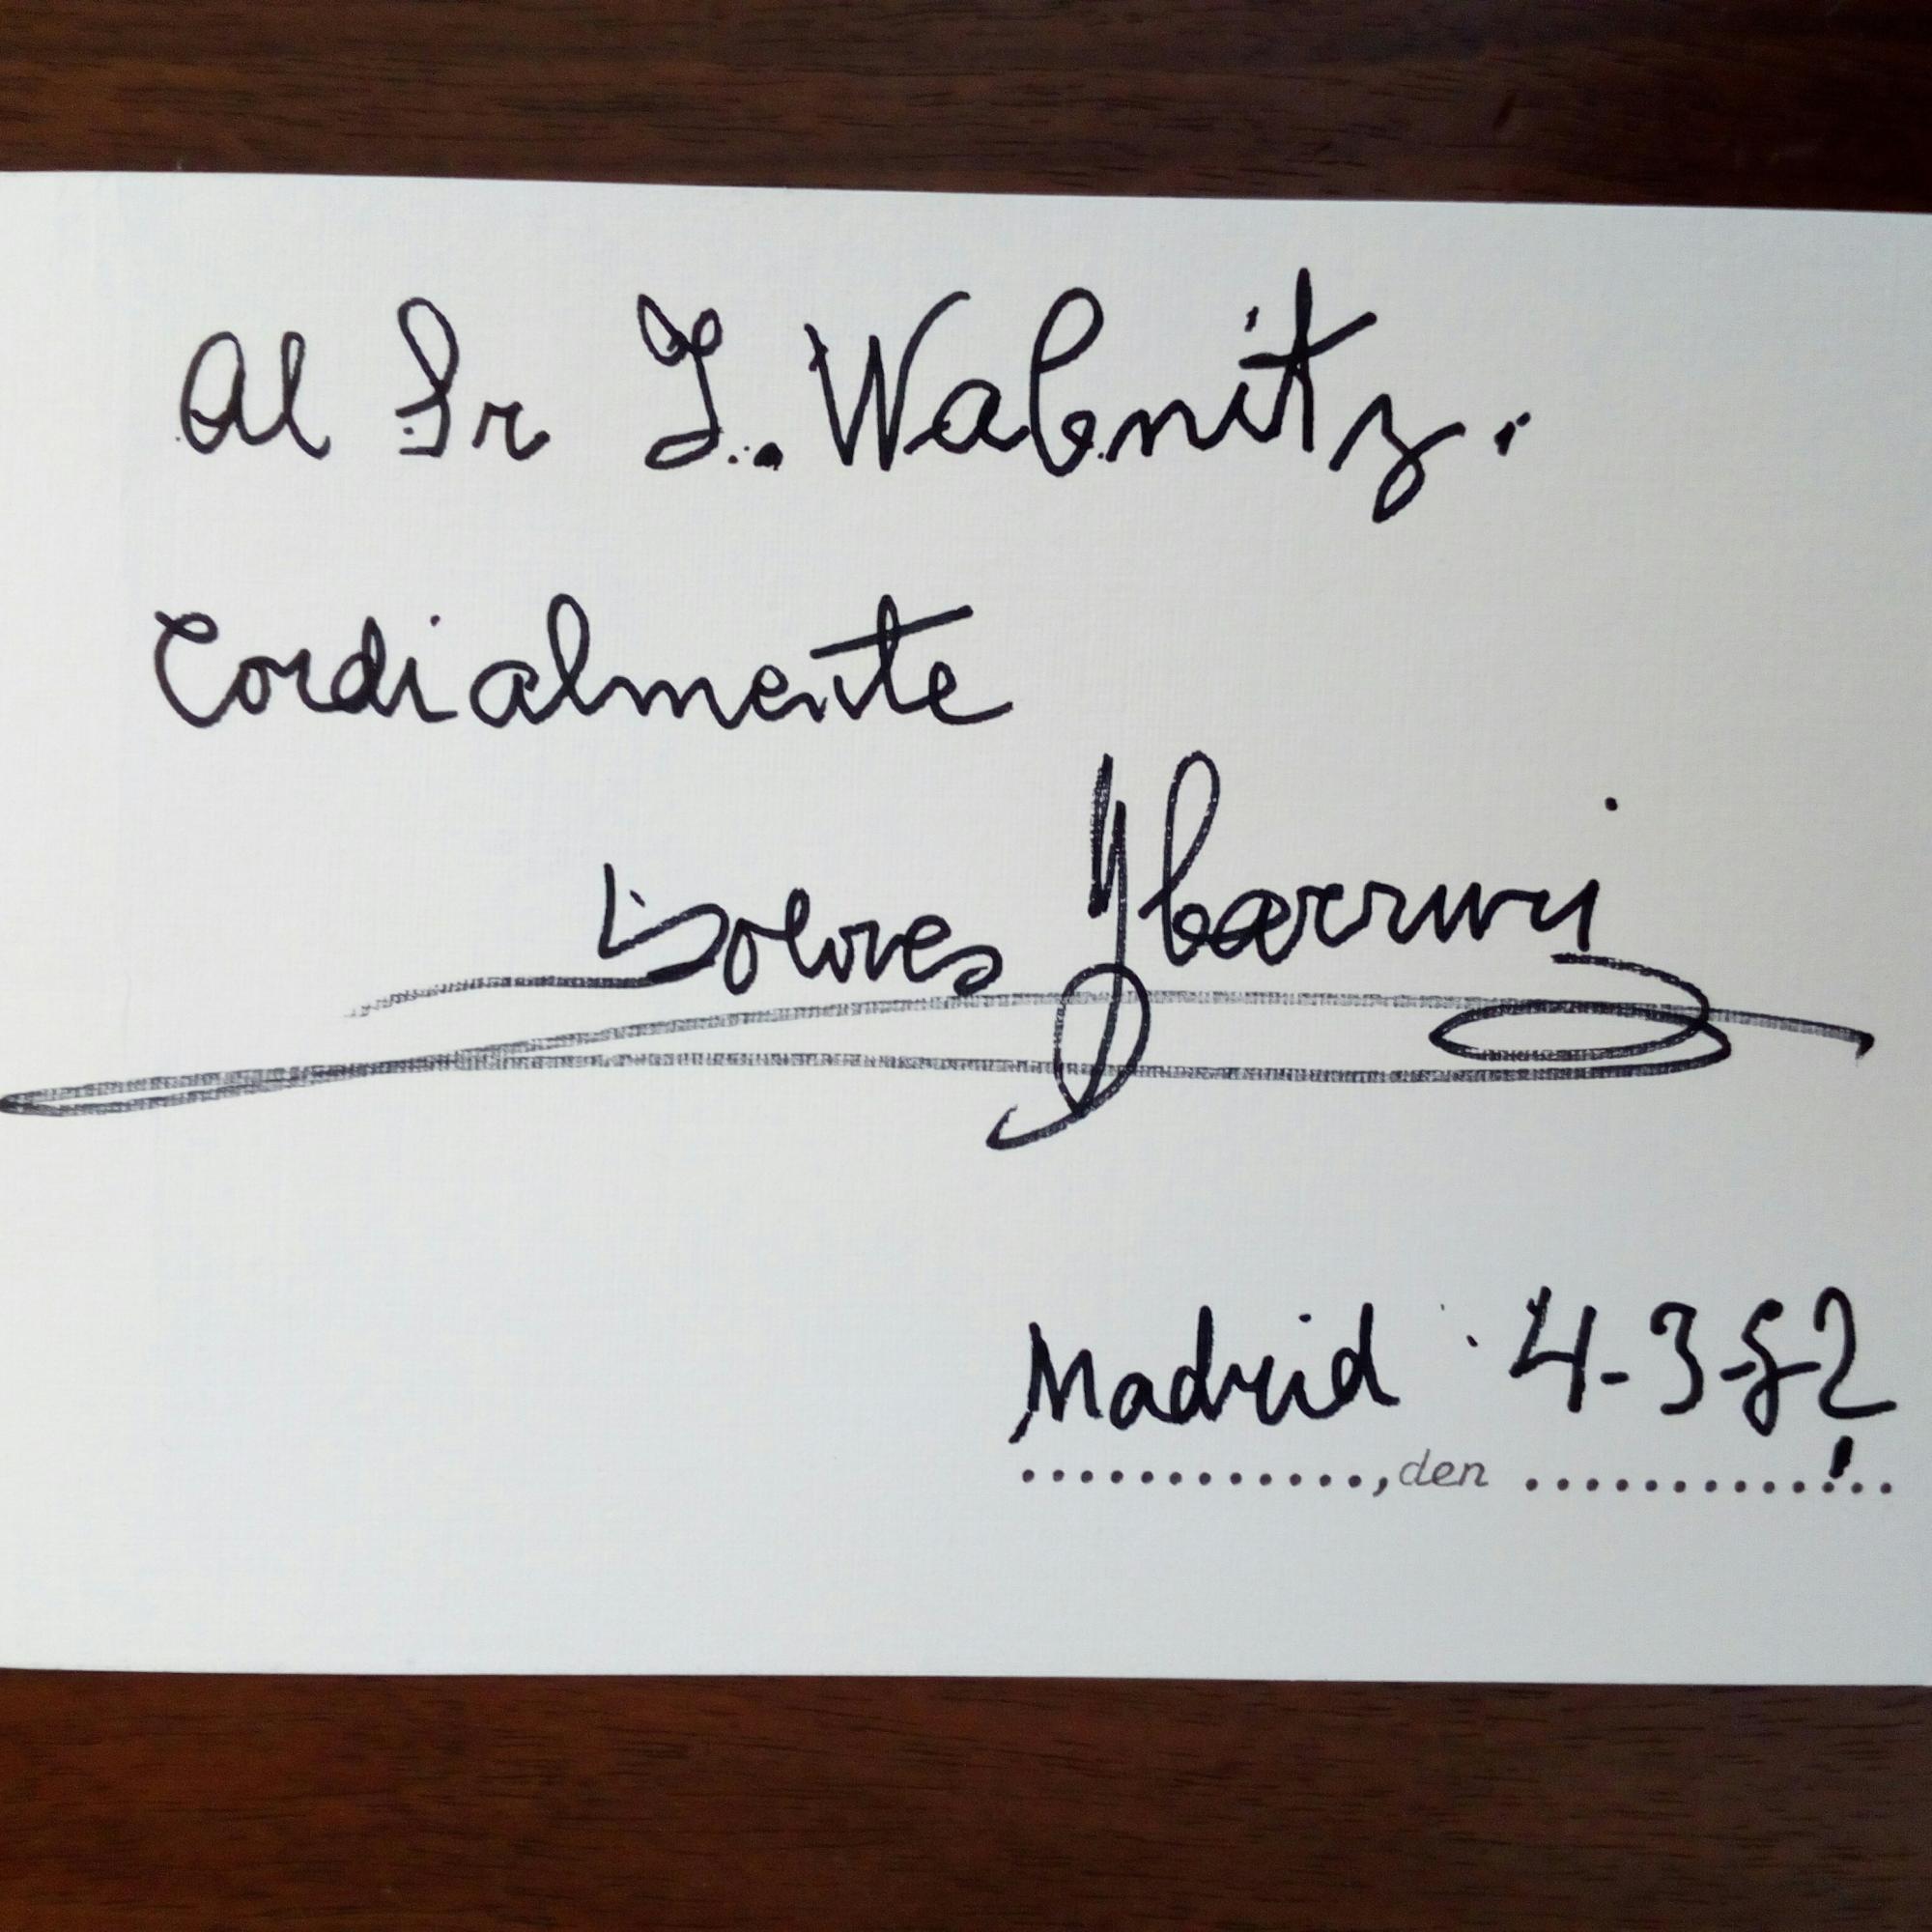 Al Sr J. Wabnitz.
Cordialmente
Dolores Ybarruri
Madrid : 4-3-82
............., den .............